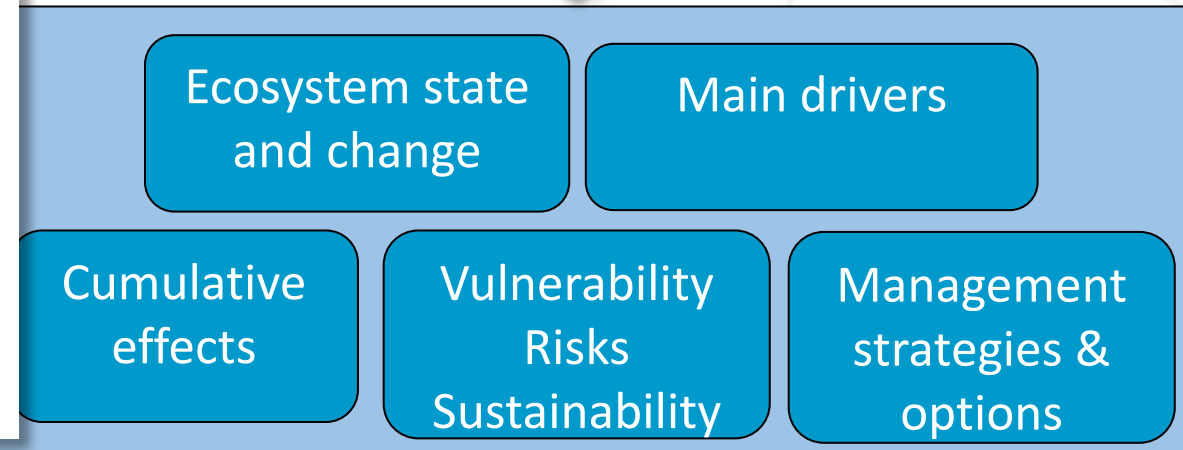 Ecosystem state
and change
Main drivers
Cumulative
effects
Vulnerability
Risks
Sustainability
Management
strategies &
options